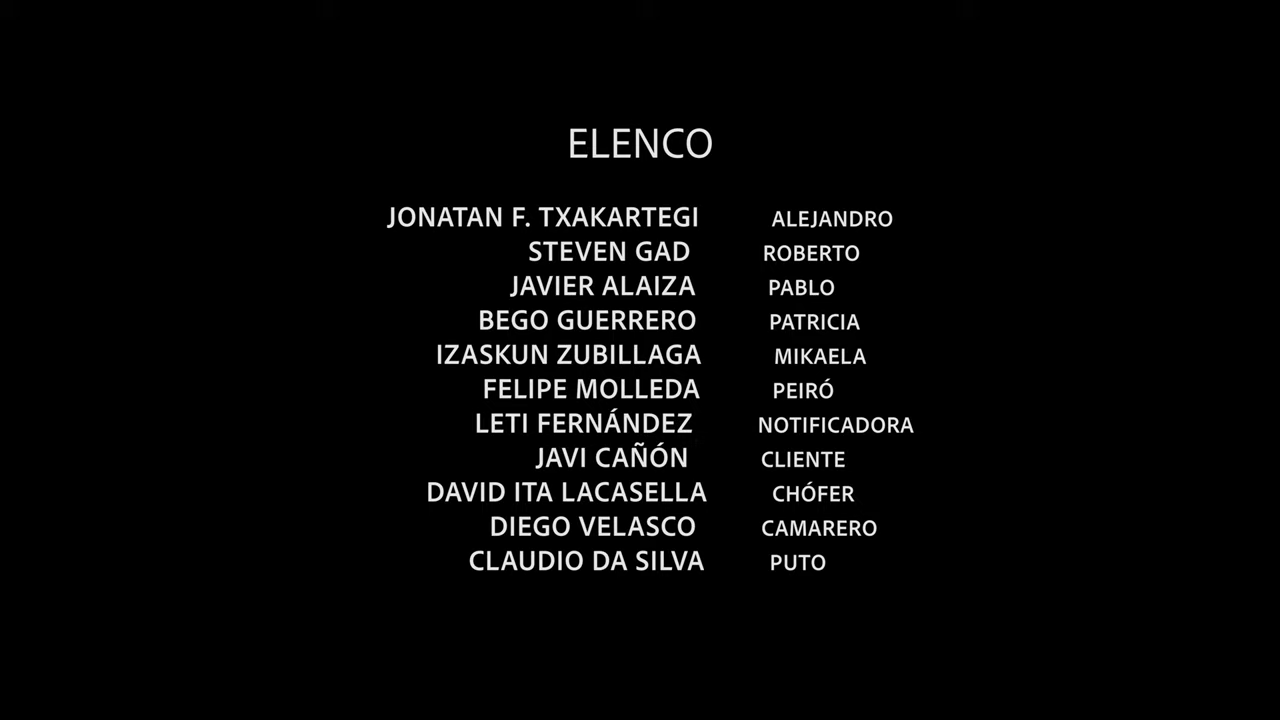 ELENCO
JONATAN F. TXAKARTEGI ALEJANDRO
STEVEN GAD ROBERTO
JAVIER ALAIZA PABLO
BEGO GUERRERO PATRICIA
IZASKUN ZUBILLAGA MIKAELA
FELIPE MOLLEDA PEIRÓ
LETI FERNÁNDEZ NOTIFICADORA
JAVI CAÑÓN CLIENTE
DAVID ITA LACASELLA CHÓFER
DIEGO VELASCO CAMARERO
CLAUDIO DA SILVA PUTO